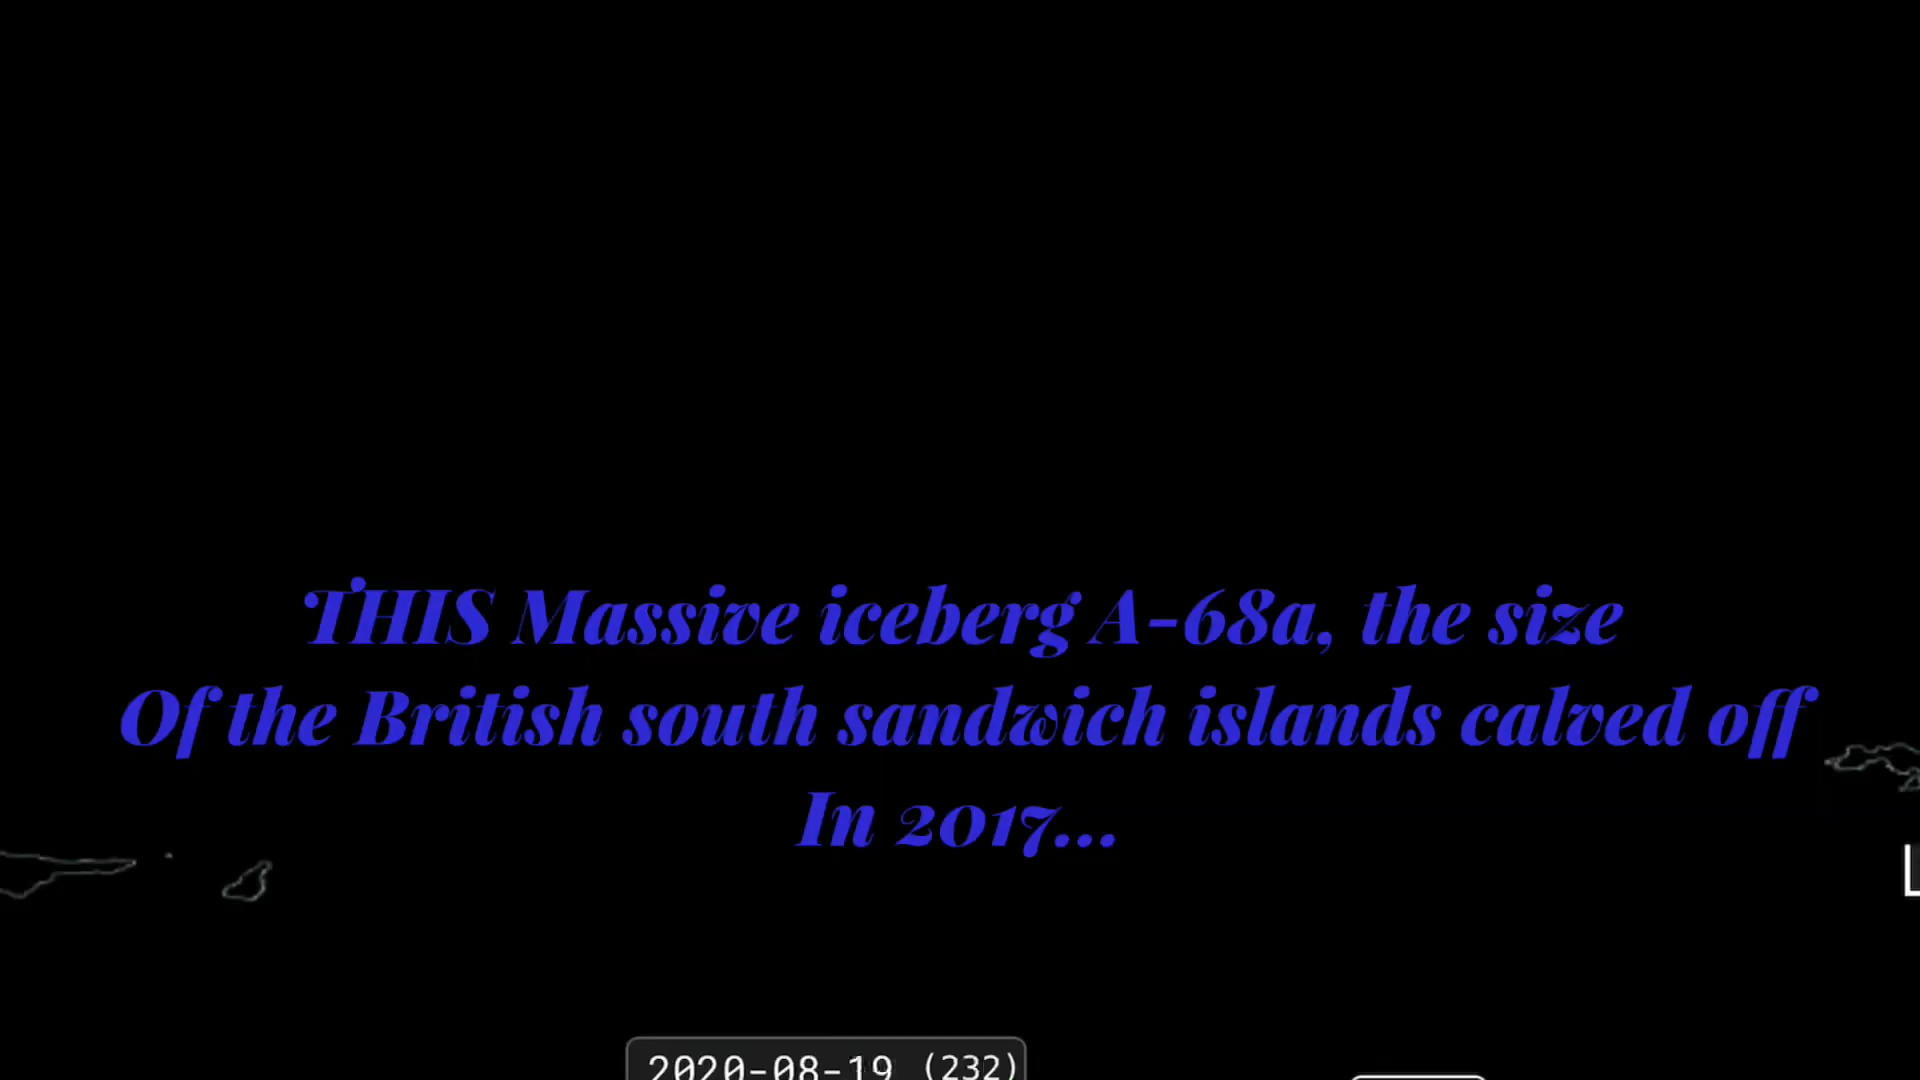 THIS Massive iceberg A-68a, the size
Of the British south sandwich islands calved off
In 2017...
L
2020-08-19 (232)